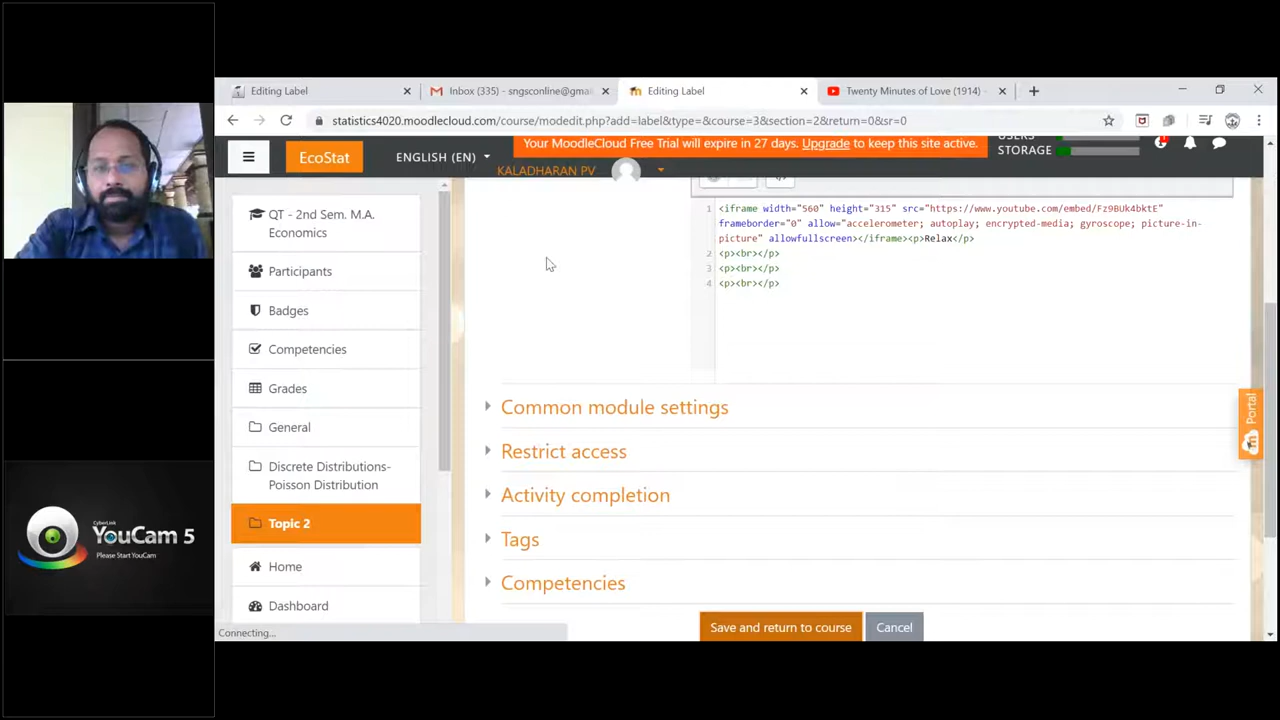 Editing Label
Inbox (335) - sngsconline@gmai
Editing Label
Twenty Minutes of Love (1914) -
statistics4020.moodlecloud.com/course/modedit.php?add=label&type=&course=3&section=2&return=0&sr=0
EcoStat
ENGLISH (EN)
Your MoodleCloud Free Trial will expire in 27 days. Upgrade to keep this site active.
USERS
STORAGE
KALADHARAN PV
QT - 2nd Sem. M.A.
Economics
Participants
Badges
Competencies
Grades
General
Discrete Distributions-
Poisson Distribution
Topic 2
Home
Dashboard
1 <iframe width="560" height="315" src="https://www.youtube.com/embed/Fz9BUk4bktE"
frameborder="0" allow="accelerometer; autoplay; encrypted-media; gyroscope; picture-in-
picture" allowfullscreen></iframe><p>Relax</p>
2 <p><br></p>
3 <p><br></p>
4 <p><br></p>
Common module settings
Restrict access
Activity completion
Tags
Competencies
Save and return to course
Cancel
Portal
Connecting...
CyberLink
YouCam 5
Please Start YouCam